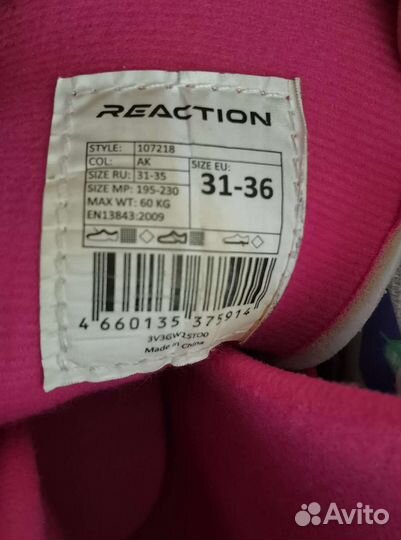 REACTION
STYLE: 107218
COL: AK
SIZE RU: 31-35
SIZE MP: 195-230
MAX WT: 60 KG
EN13843:2009
SIZE EU:
31-36
4 660135 375914
Made in China
Avito